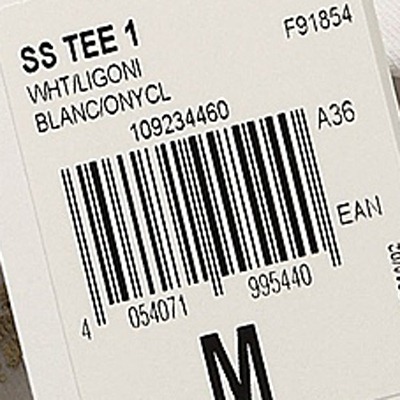 SS TEE 1
F91854
WHT/LIGONI
BLANC/ONYCL
109234460
A36
EAN
4 054071 995440
M